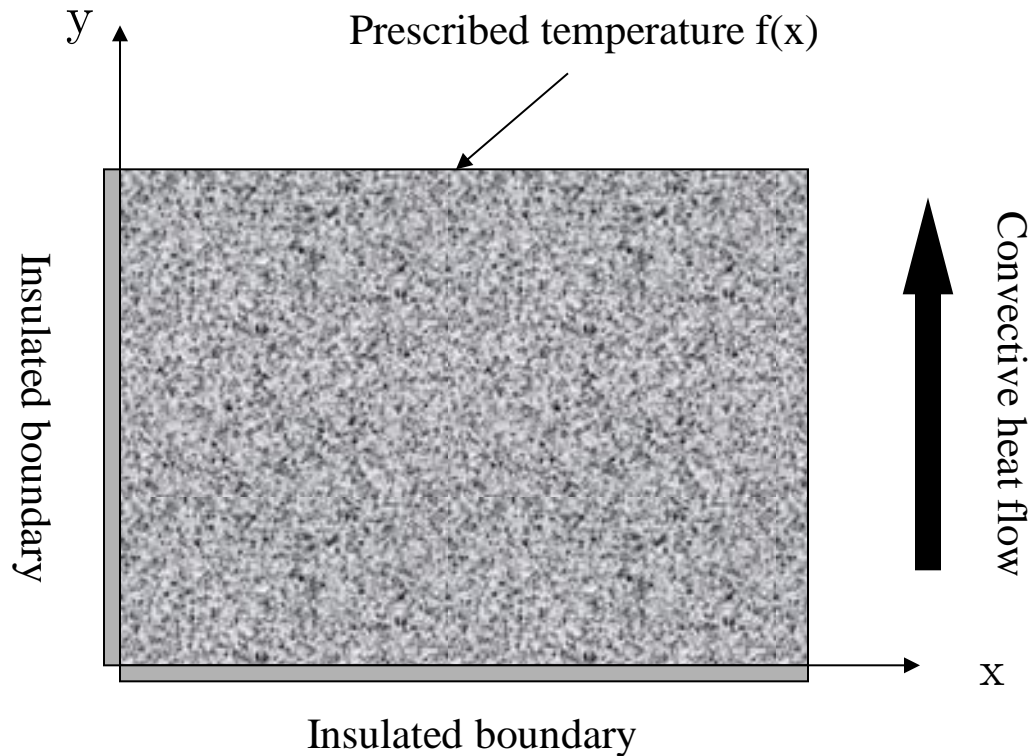 y
Prescribed temperature f(x)
Insulated boundary
Convective heat flow
x
Insulated boundary